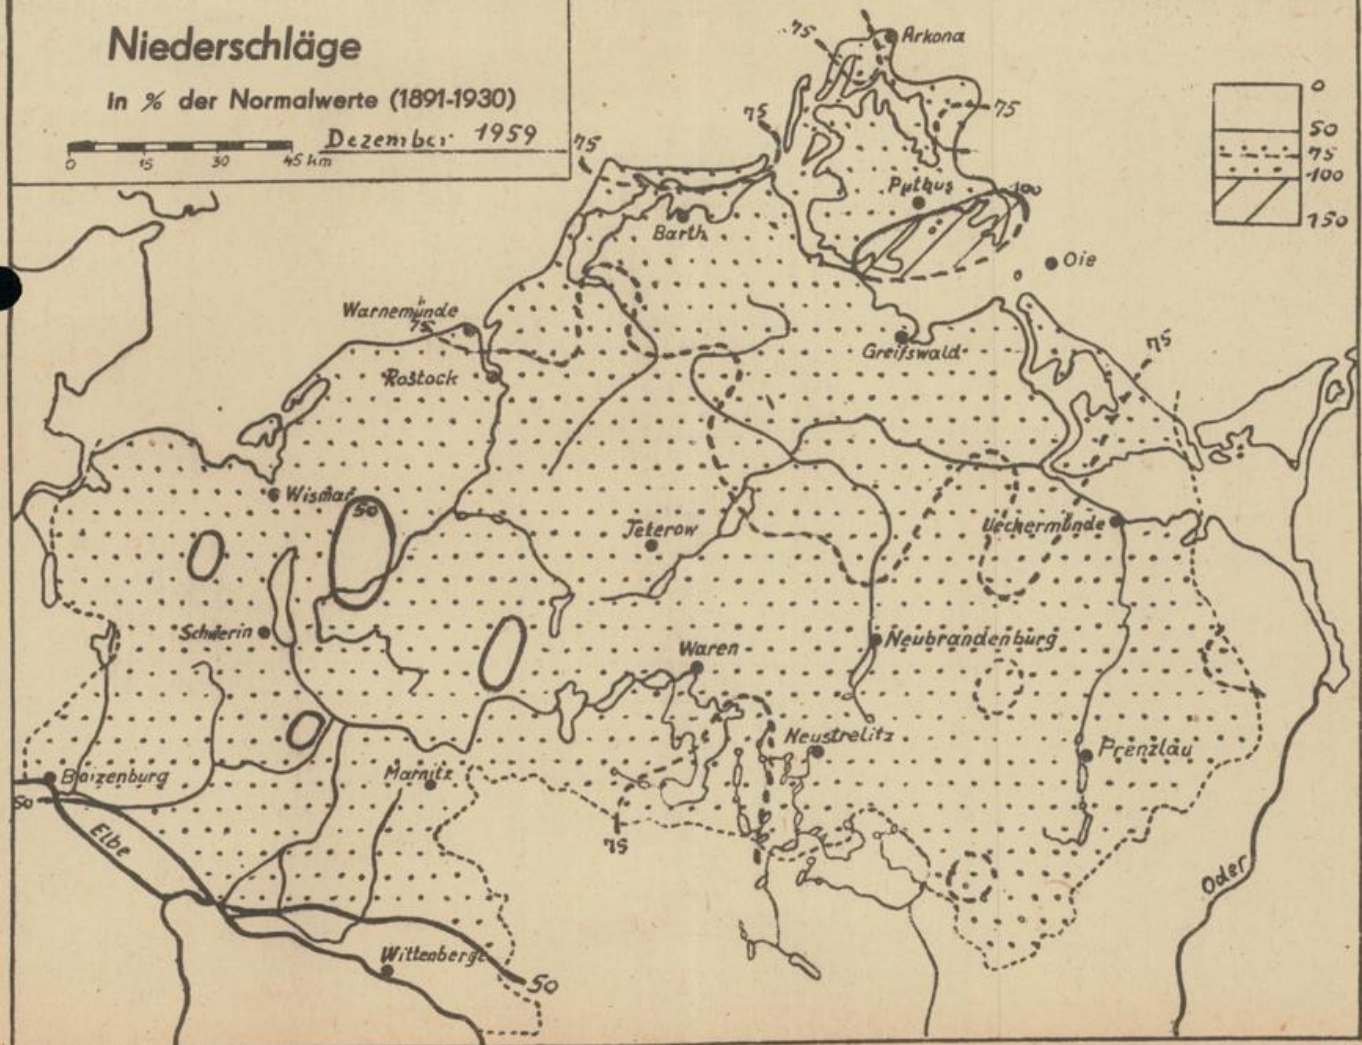 Niederschläge
in % der Normalwerte (1891-1930)
Dezember 1959
0 15 30 45 km
0
50
75
100
150
75
Arkona
75
75
75
Putbus
100
Barth
Oie
Warnemünde
75
Greifswald
75
Rostock
Wismar
50
Teterow
Ueckermünde
Schwerin
Waren
Neubrandenburg
Neustrelitz
Prenzlau
Boizenburg
Marnitz
50
Elbe
75
Oder
Wittenberge
50